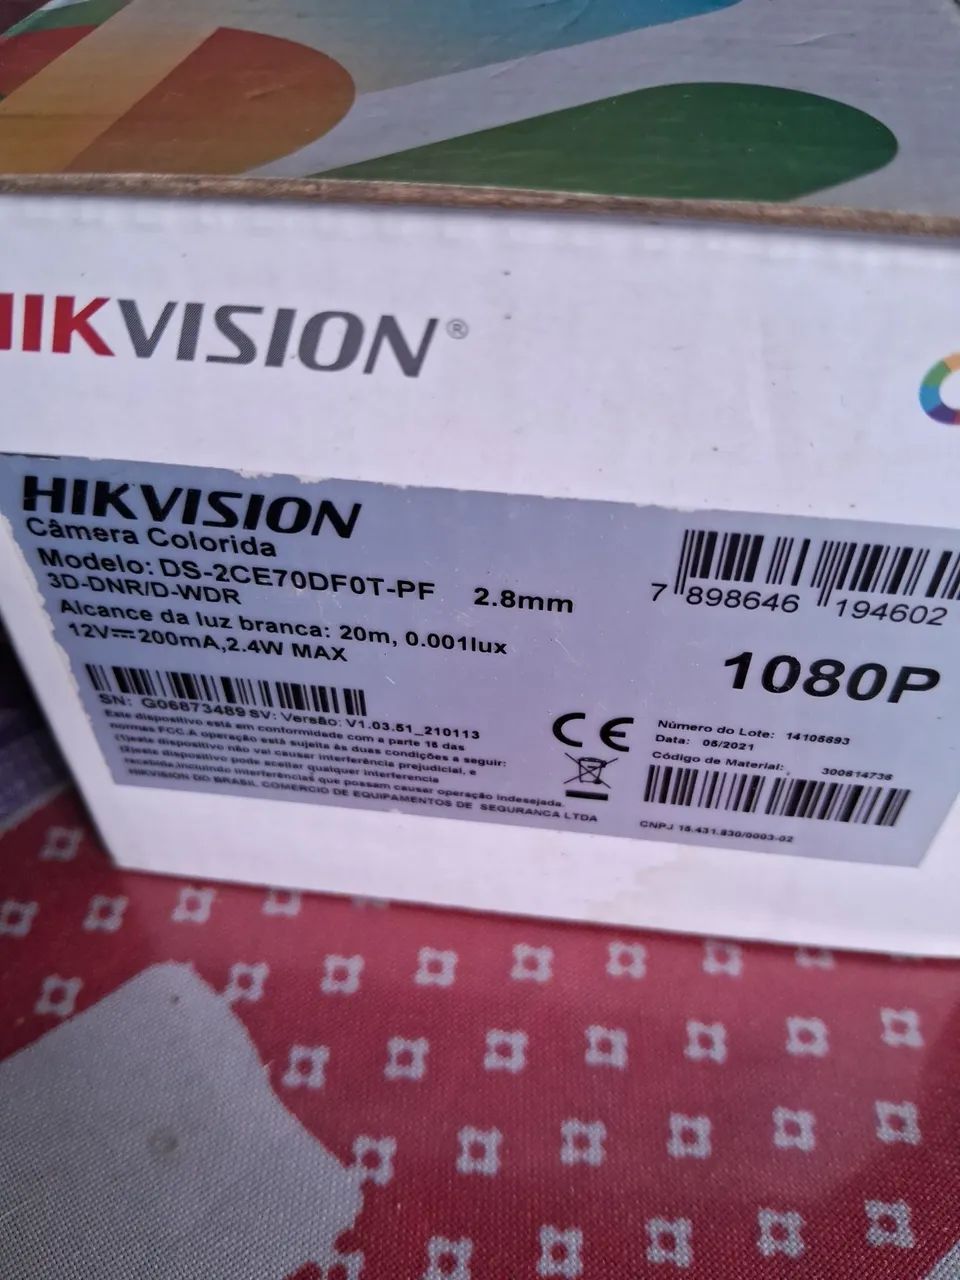 HIKVISION®
HIKVISION
Câmera Colorida
Modelo: DS-2CE70DF0T-PF 2.8mm
3D-DNR/D-WDR
Alcance da luz branca: 20m, 0.001lux
12V⎓200mA,2.4W MAX
SN: G06873489 SV: Versão: V1.03.51_210113
Este dispositivo está em conformidade com a parte 15 das
normas FCC.A operação está sujeita às duas condições a seguir:
(1)este dispositivo não vai causar interferência prejudicial, e
(2)este dispositivo pode aceitar qualquer interferencia
recebida,incluindo interferências que possam causar operação indesejada.
HIKVISION DO BRASIL COMERCIO DE EQUIPAMENTOS DE SEGURANCA LTDA
7 898646 194602
1080P
CE
Número do Lote: 14105693
Data: 05/2021
Código de Material: 300614736
CNPJ 15.431.830/0003-02